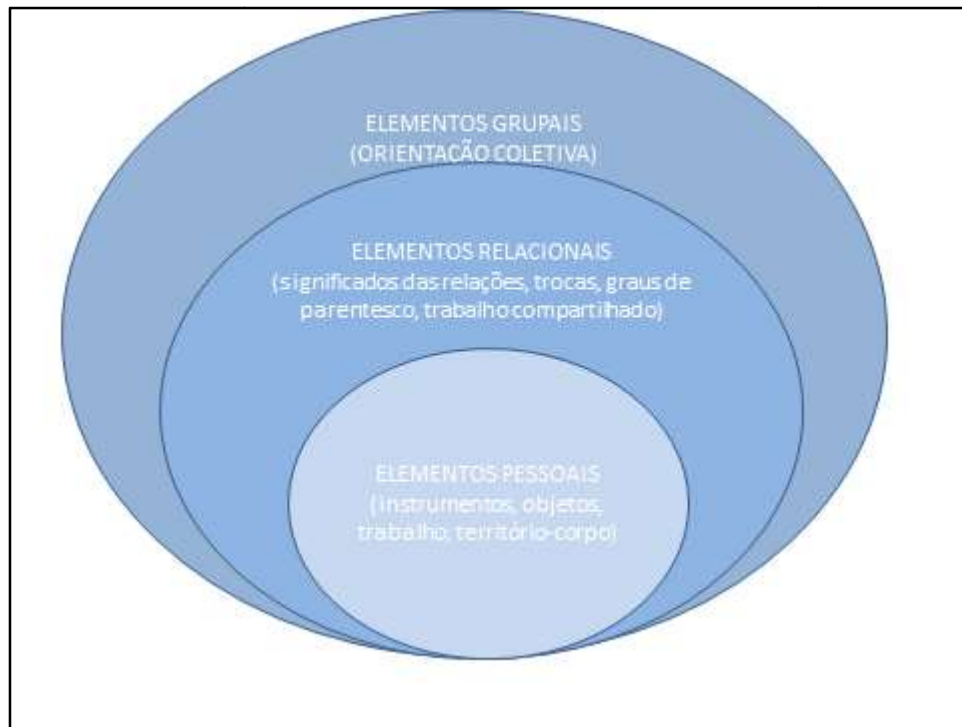 ELEMENTOS GRUPAIS
(ORIENTAÇÃO COLETIVA)
ELEMENTOS RELACIONAIS
(significados das relações, trocas, graus de
parentesco, trabalho compartilhado)
ELEMENTOS PESSOAIS
(instrumentos, objetos,
trabalho, território-corpo)